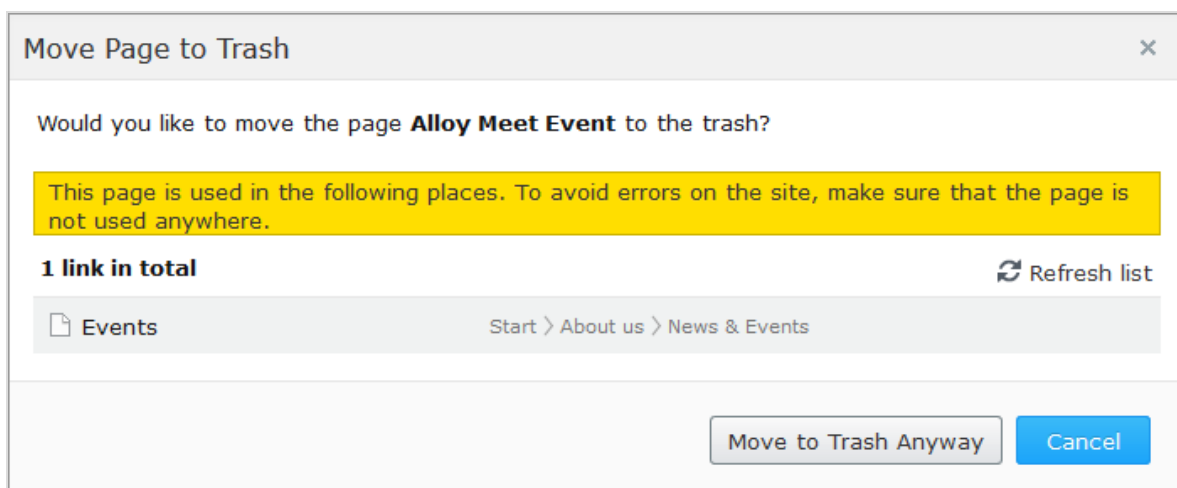 Move Page to Trash ×
Would you like to move the page Alloy Meet Event to the trash?
This page is used in the following places. To avoid errors on the site, make sure that the page is
not used anywhere.
1 link in total Refresh list
Events Start > About us > News & Events
Move to Trash Anyway Cancel